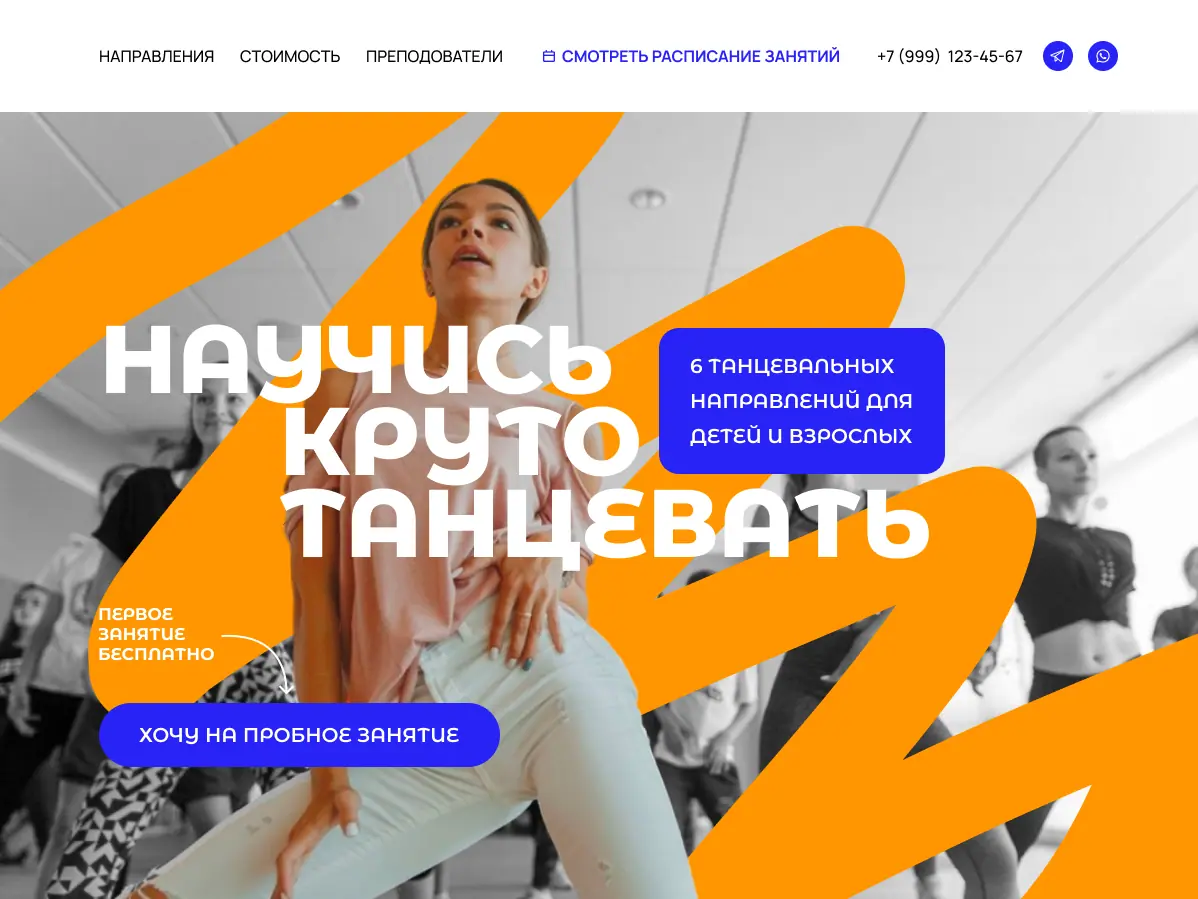 НАПРАВЛЕНИЯ СТОИМОСТЬ ПРЕПОДОВАТЕЛИ СМОТРЕТЬ РАСПИСАНИЕ ЗАНЯТИЙ +7 (999) 123-45-67
НАУЧИСЬ
КРУТО
ТАНЦЕВАТЬ
6 ТАНЦЕВАЛЬНЫХ
НАПРАВЛЕНИЙ ДЛЯ
ДЕТЕЙ И ВЗРОСЛЫХ
ПЕРВОЕ
ЗАНЯТИЕ
БЕСПЛАТНО
ХОЧУ НА ПРОБНОЕ ЗАНЯТИЕ